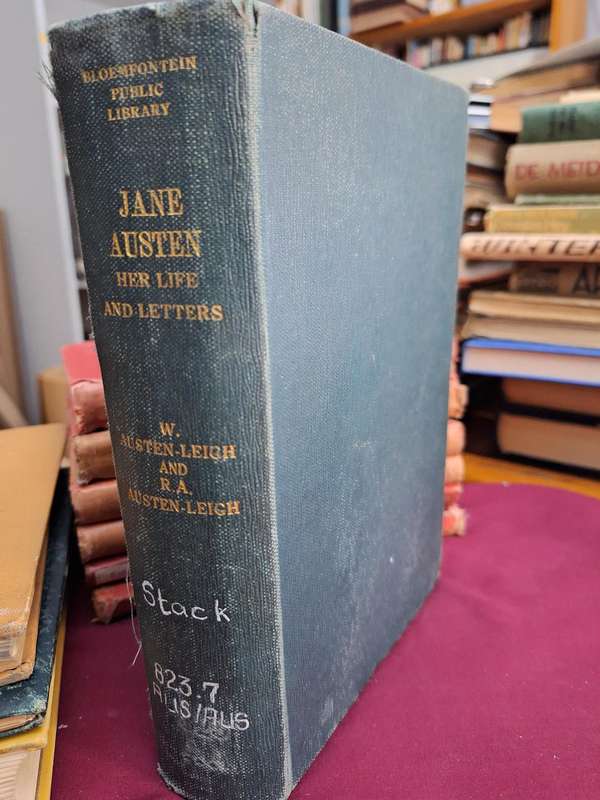 BLOEMFONTEIN
PUBLIC
LIBRARY
JANE
AUSTEN
HER LIFE
AND LETTERS
W.
AUSTEN-LEIGH
AND
R.A.
AUSTEN-LEIGH
Stack
823.7
AUS/AUS
DE MEID